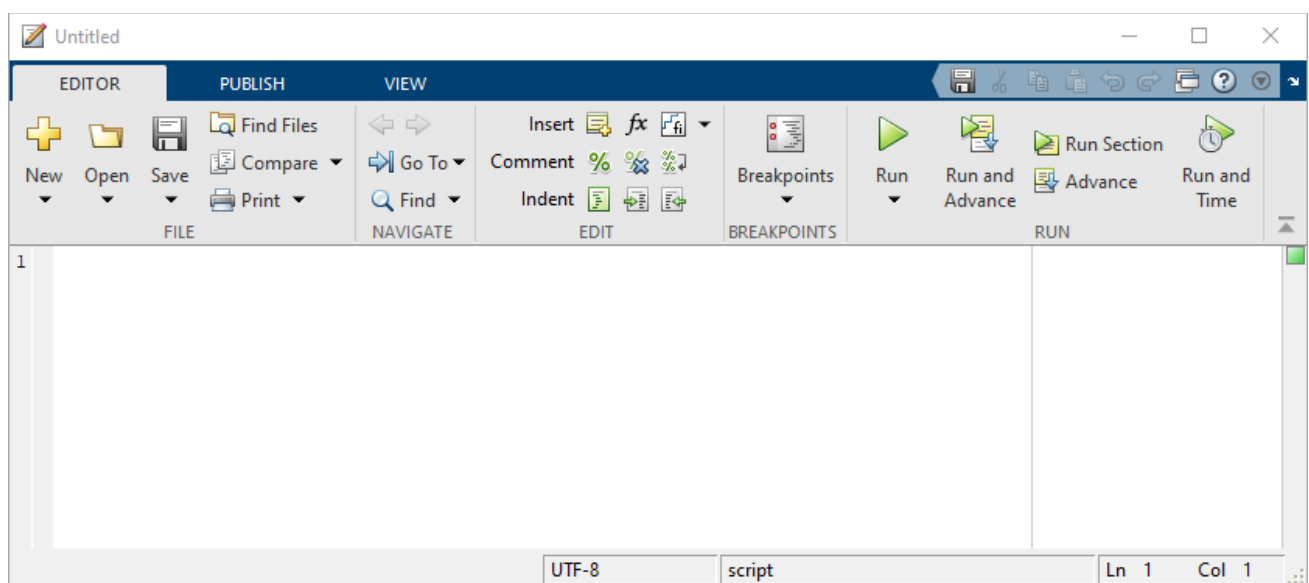 Untitled
EDITOR PUBLISH VIEW
New
Open
Save
Find Files
Compare
Print
FILE
Go To
Find
NAVIGATE
Insert fx fi
Comment % %
Indent
EDIT
Breakpoints
BREAKPOINTS
Run
Run and
Advance
Run Section
Advance
Run and
Time
RUN
1
UTF-8 script Ln 1 Col 1